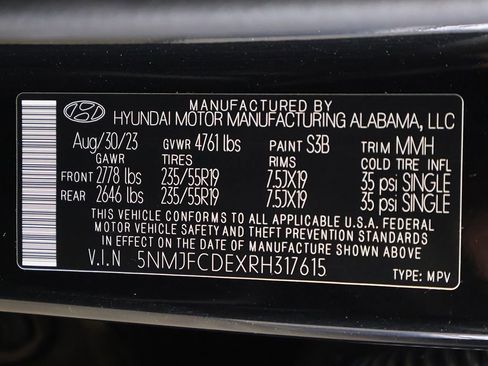 MANUFACTURED BY
HYUNDAI MOTOR MANUFACTURING ALABAMA, LLC
Aug/30/23 GVWR 4761 lbs PAINT S3B TRIM MMH
GAWR TIRES RIMS COLD TIRE INFL
FRONT 2778 lbs 235/55R19 7.5JX19 35 psi SINGLE
REAR 2646 lbs 235/55R19 7.5JX19 35 psi SINGLE
THIS VEHICLE CONFORMS TO ALL APPLICABLE U.S.A. FEDERAL
MOTOR VEHICLE SAFETY AND THEFT PREVENTION STANDARDS
IN EFFECT ON THE DATE OF MANUFACTURE SHOWN ABOVE
V.I.N 5NMJFCDEXRH317615 TYPE: MPV